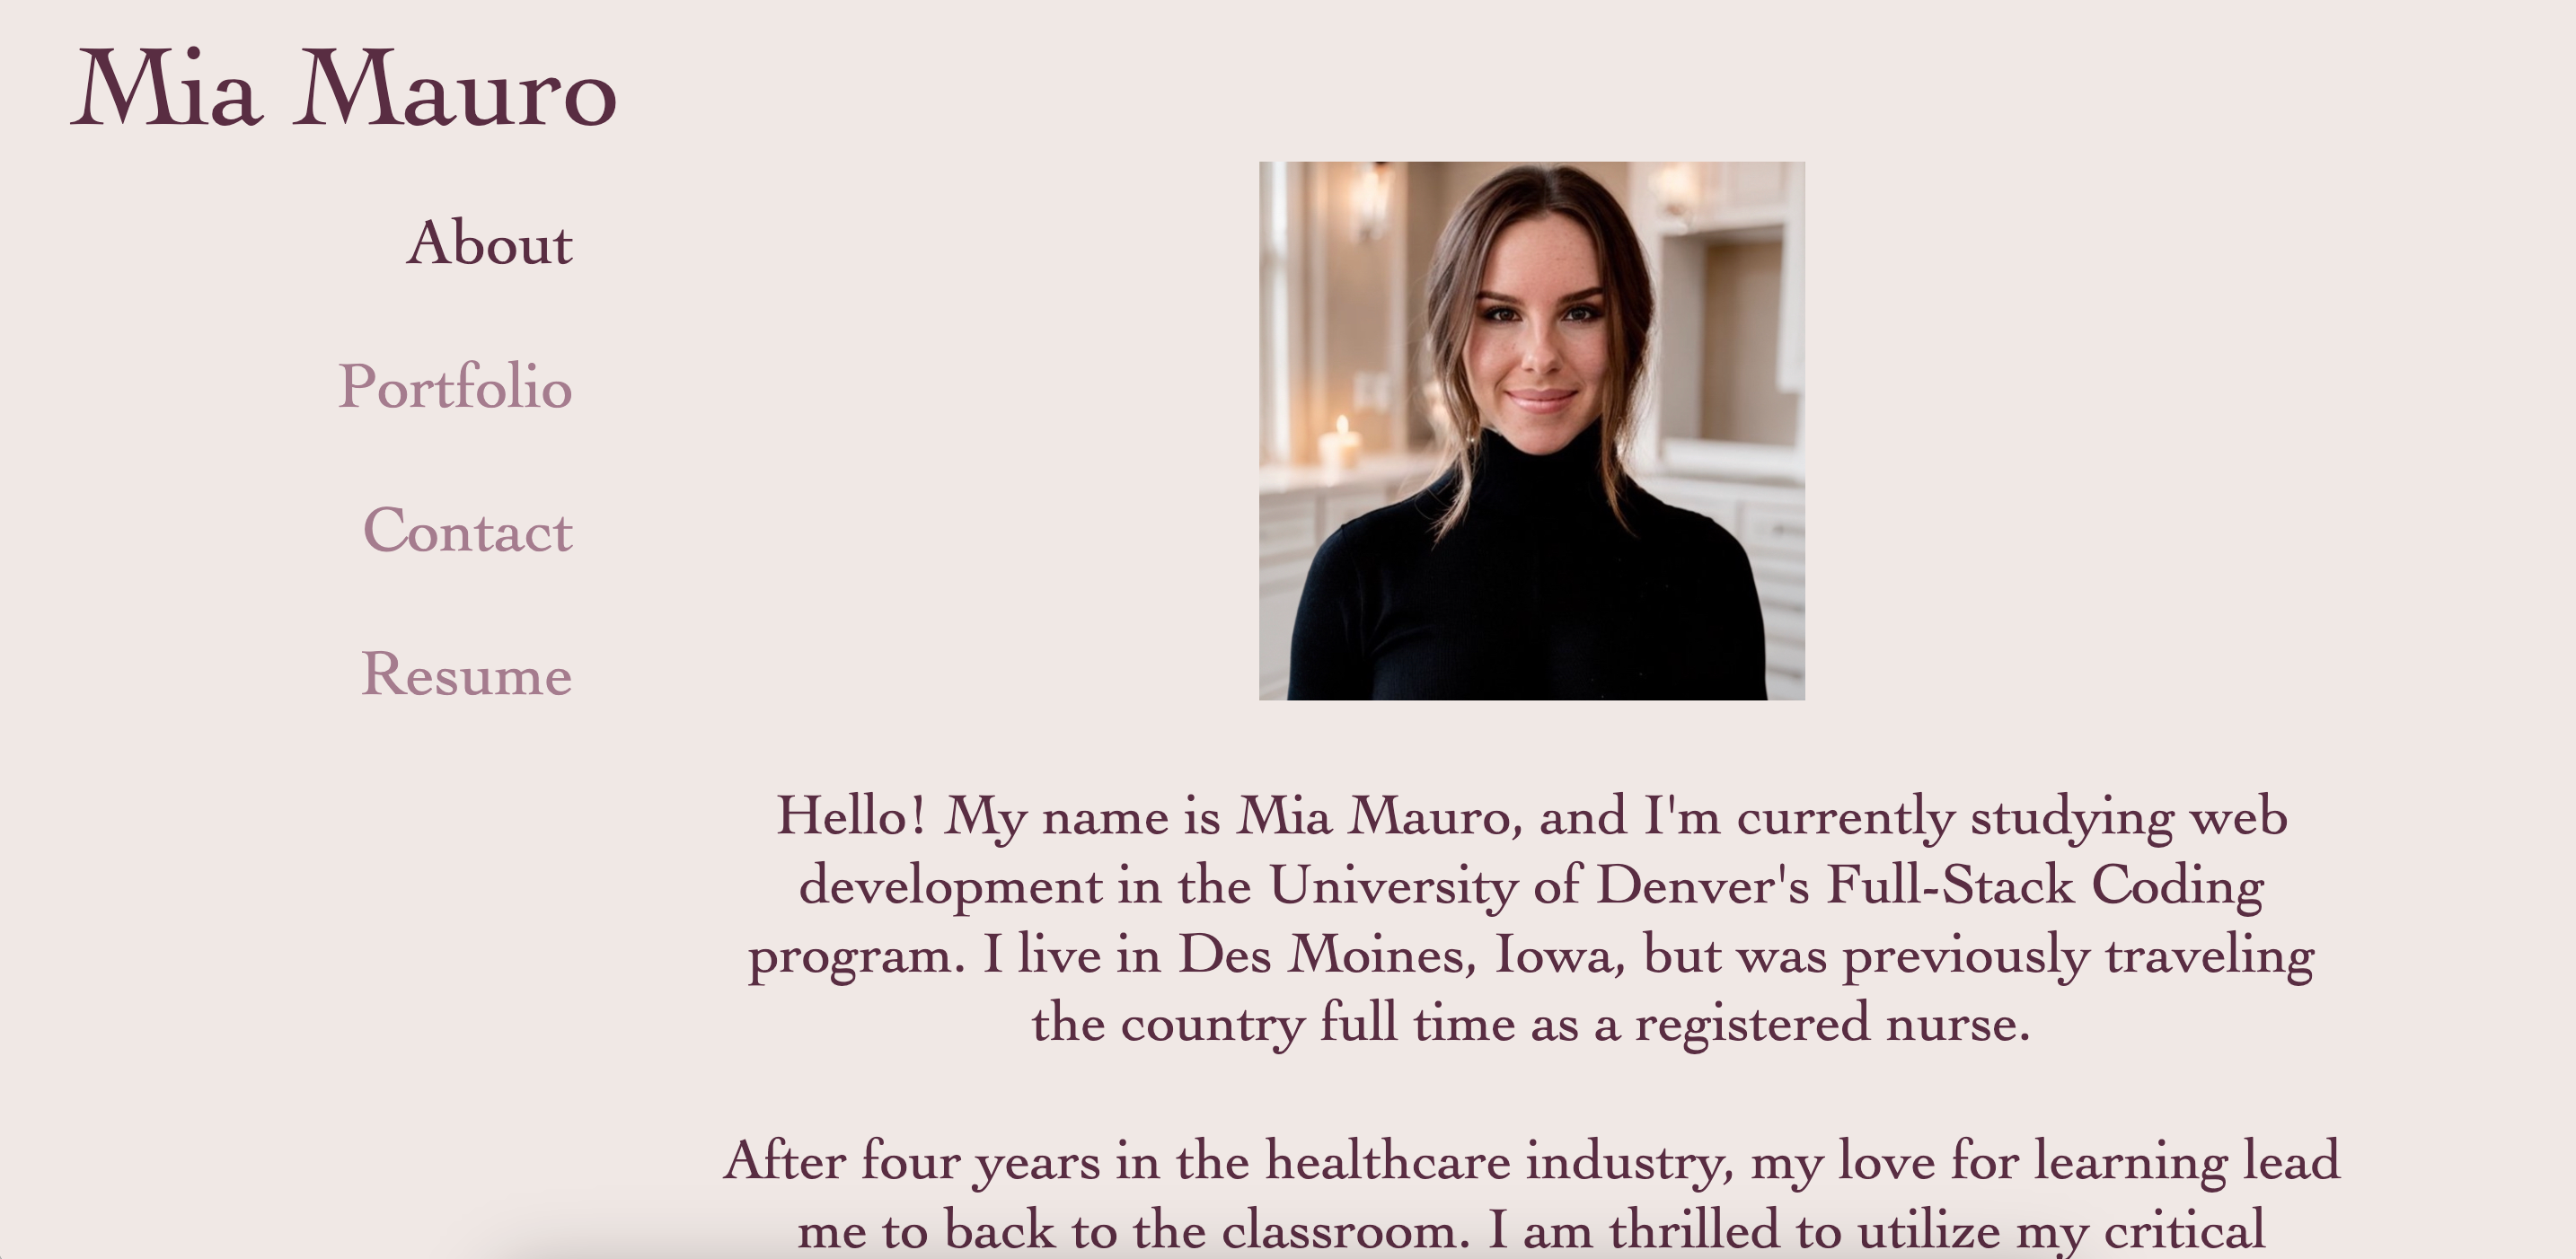 Mia Mauro
About
Portfolio
Contact
Resume
Hello! My name is Mia Mauro, and I'm currently studying web
development in the University of Denver's Full-Stack Coding
program. I live in Des Moines, Iowa, but was previously traveling
the country full time as a registered nurse.
After four years in the healthcare industry, my love for learning lead
me to back to the classroom. I am thrilled to utilize my critical